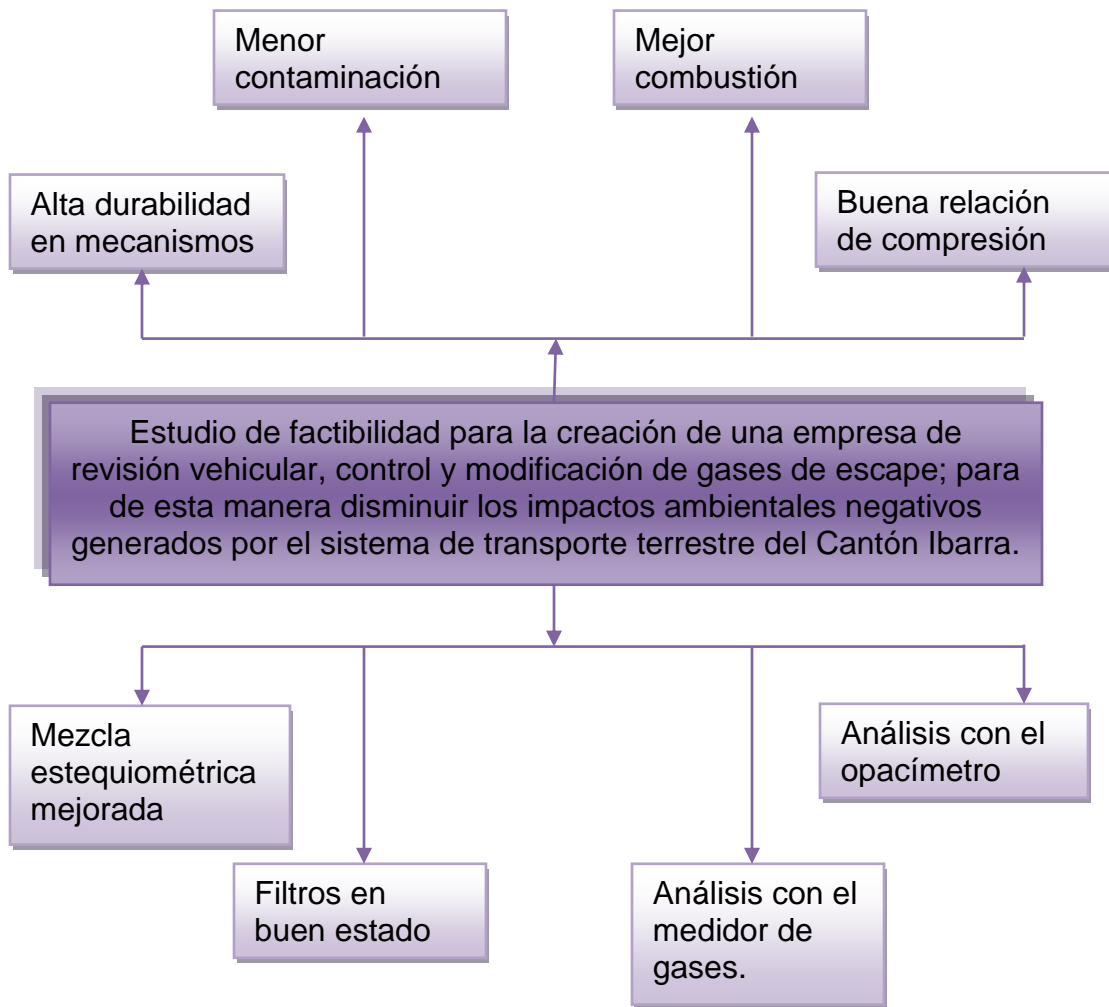 Menor
contaminación
Mejor
combustión
Alta durabilidad
en mecanismos
Buena relación
de compresión
Estudio de factibilidad para la creación de una empresa de
revisión vehicular, control y modificación de gases de escape; para
de esta manera disminuir los impactos ambientales negativos
generados por el sistema de transporte terrestre del Cantón Ibarra.
Mezcla
estequiométrica
mejorada
Análisis con el
opacímetro
Filtros en
buen estado
Análisis con el
medidor de
gases.